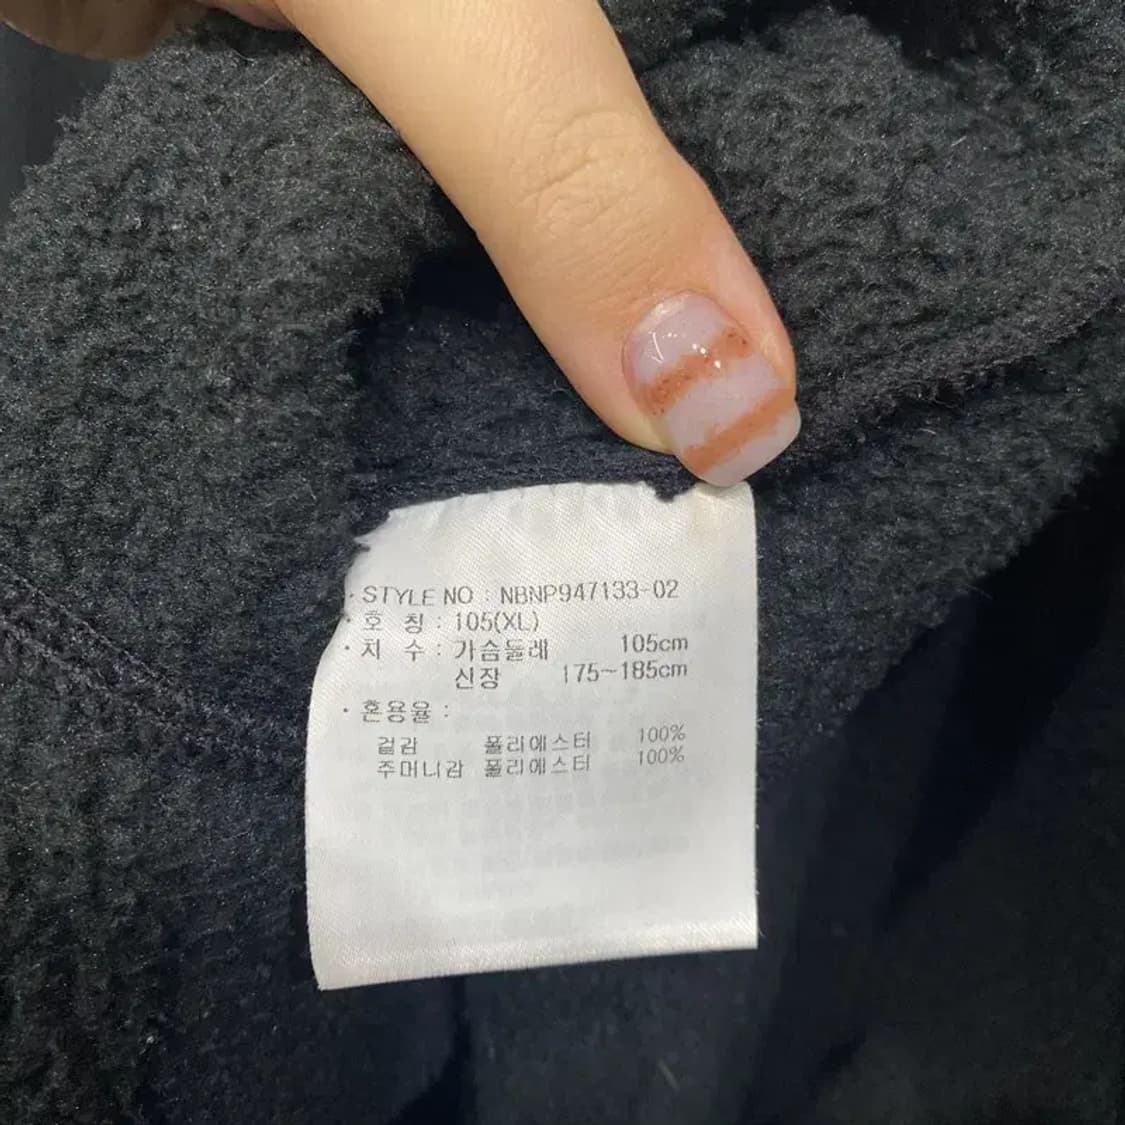 · STYLE NO : NBNP947133-02
· 호 칭 : 105(XL)
· 치 수 : 가슴둘레 105cm
신장 175~185cm
· 혼용율 :
겉감 폴리에스터 100%
주머니감 폴리에스터 100%